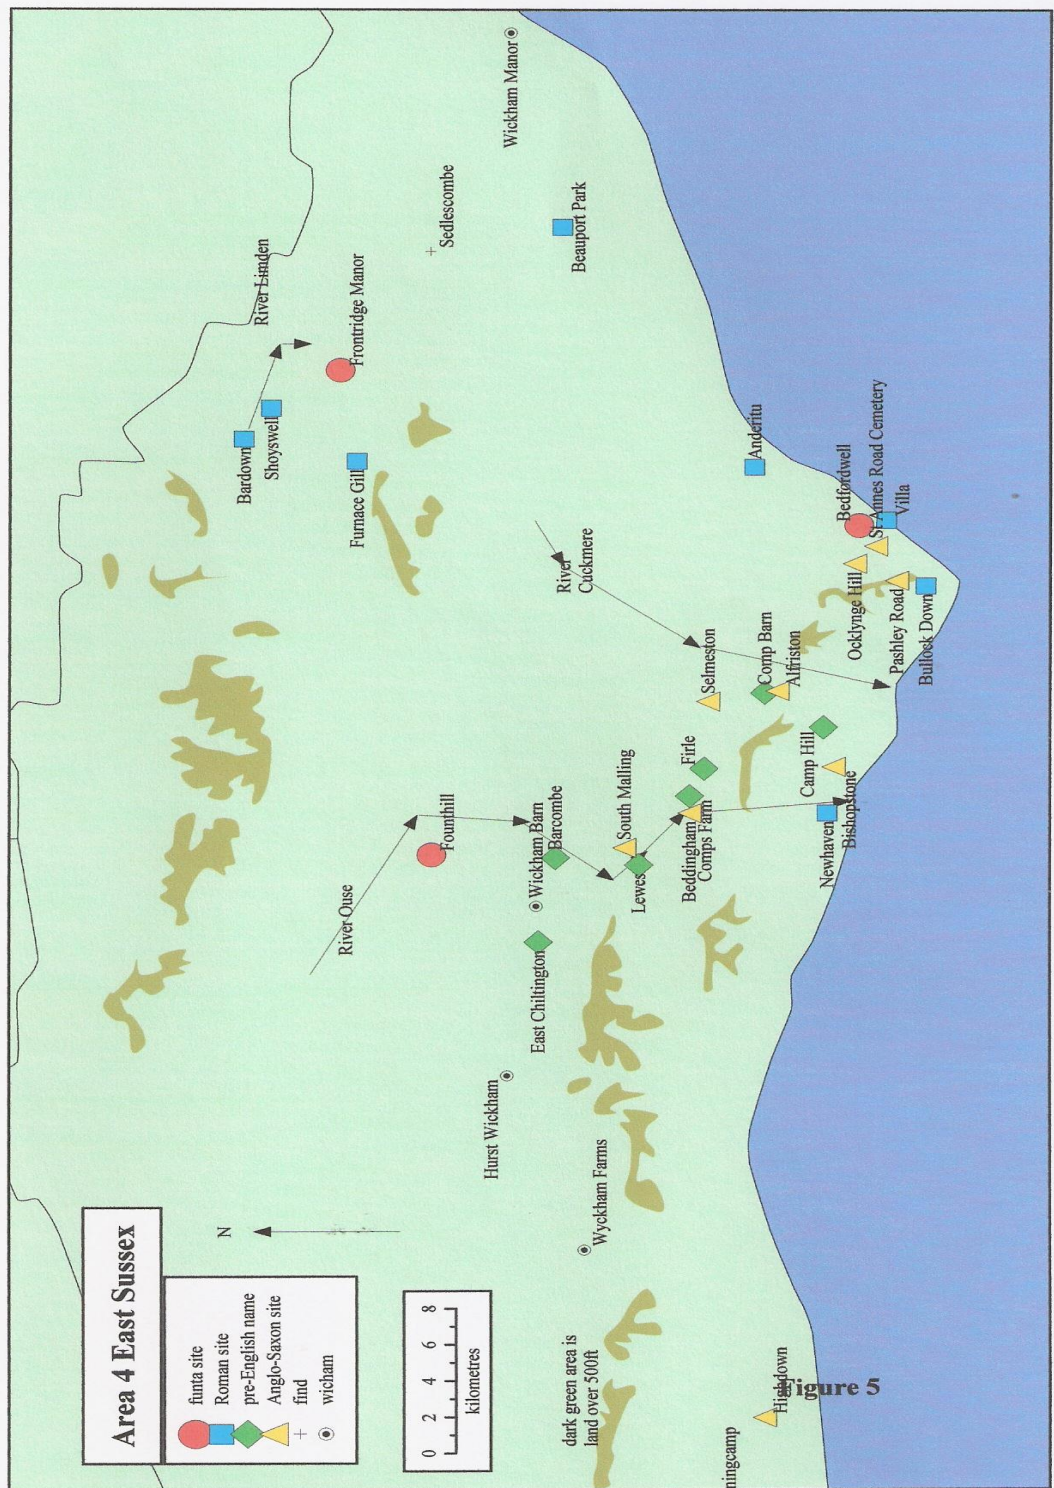 Area 4 East Sussex
funta site
Roman site
pre-English name
Anglo-Saxon site
find
wicham
N
0 2 4 6 8
kilometres
dark green area is
land over 500ft
River Limden
Bardown
Shoyswell
Frontridge Manor
Furnace Gill
Sedlescombe
Wickham Manor
Beauport Park
River Ouse
Founthill
Wickham Barn
Barcombe
East Chiltington
Hurst Wickham
Wyckham Farms
River
Cuckmere
South Malling
Lewes
Selmeston
Firle
Beddingham
Comps Farm
Comp Barn
Alfriston
Camp Hill
Newhaven
Bishopstone
Anderitu
Bedfordwell
St Annes Road Cemetery
Villa
Ocklynge Hill
Pashley Road
Bullock Down
Highdown
ningcamp
Figure 5